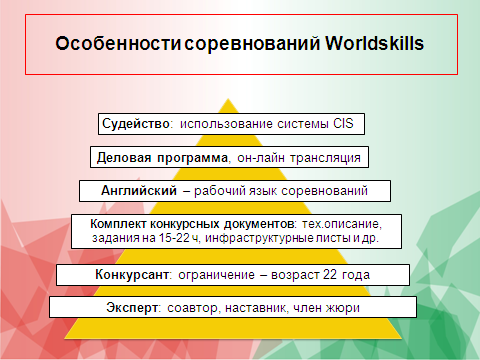 Особенности соревнований Worldskills
Судейство: использование системы CIS
Деловая программа, он-лайн трансляция
Английский – рабочий язык соревнований
Комплект конкурсных документов: тех.описание,
задания на 15-22 ч, инфраструктурные листы и др.
Конкурсант: ограничение – возраст 22 года
Эксперт: соавтор, наставник, член жюри